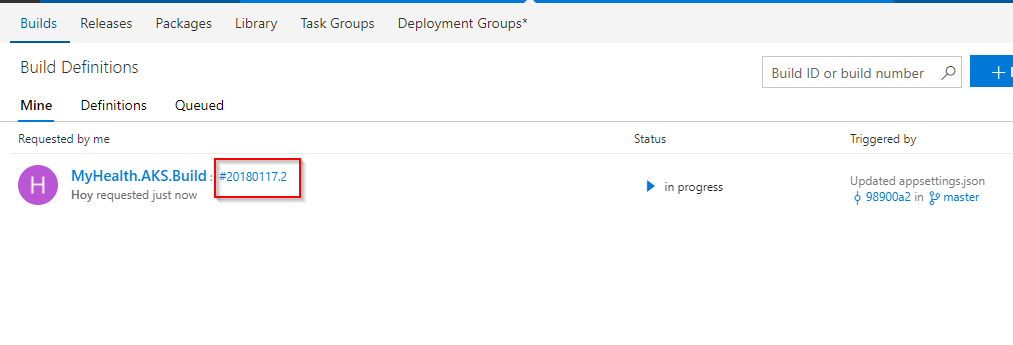 Builds Releases Packages Library Task Groups Deployment Groups*
Build Definitions
Build ID or build number
Mine Definitions Queued
Requested by me Status Triggered by
H
MyHealth.AKS.Build : #20180117.2
Hoy requested just now
in progress
Updated appsettings.json
98900a2 in master